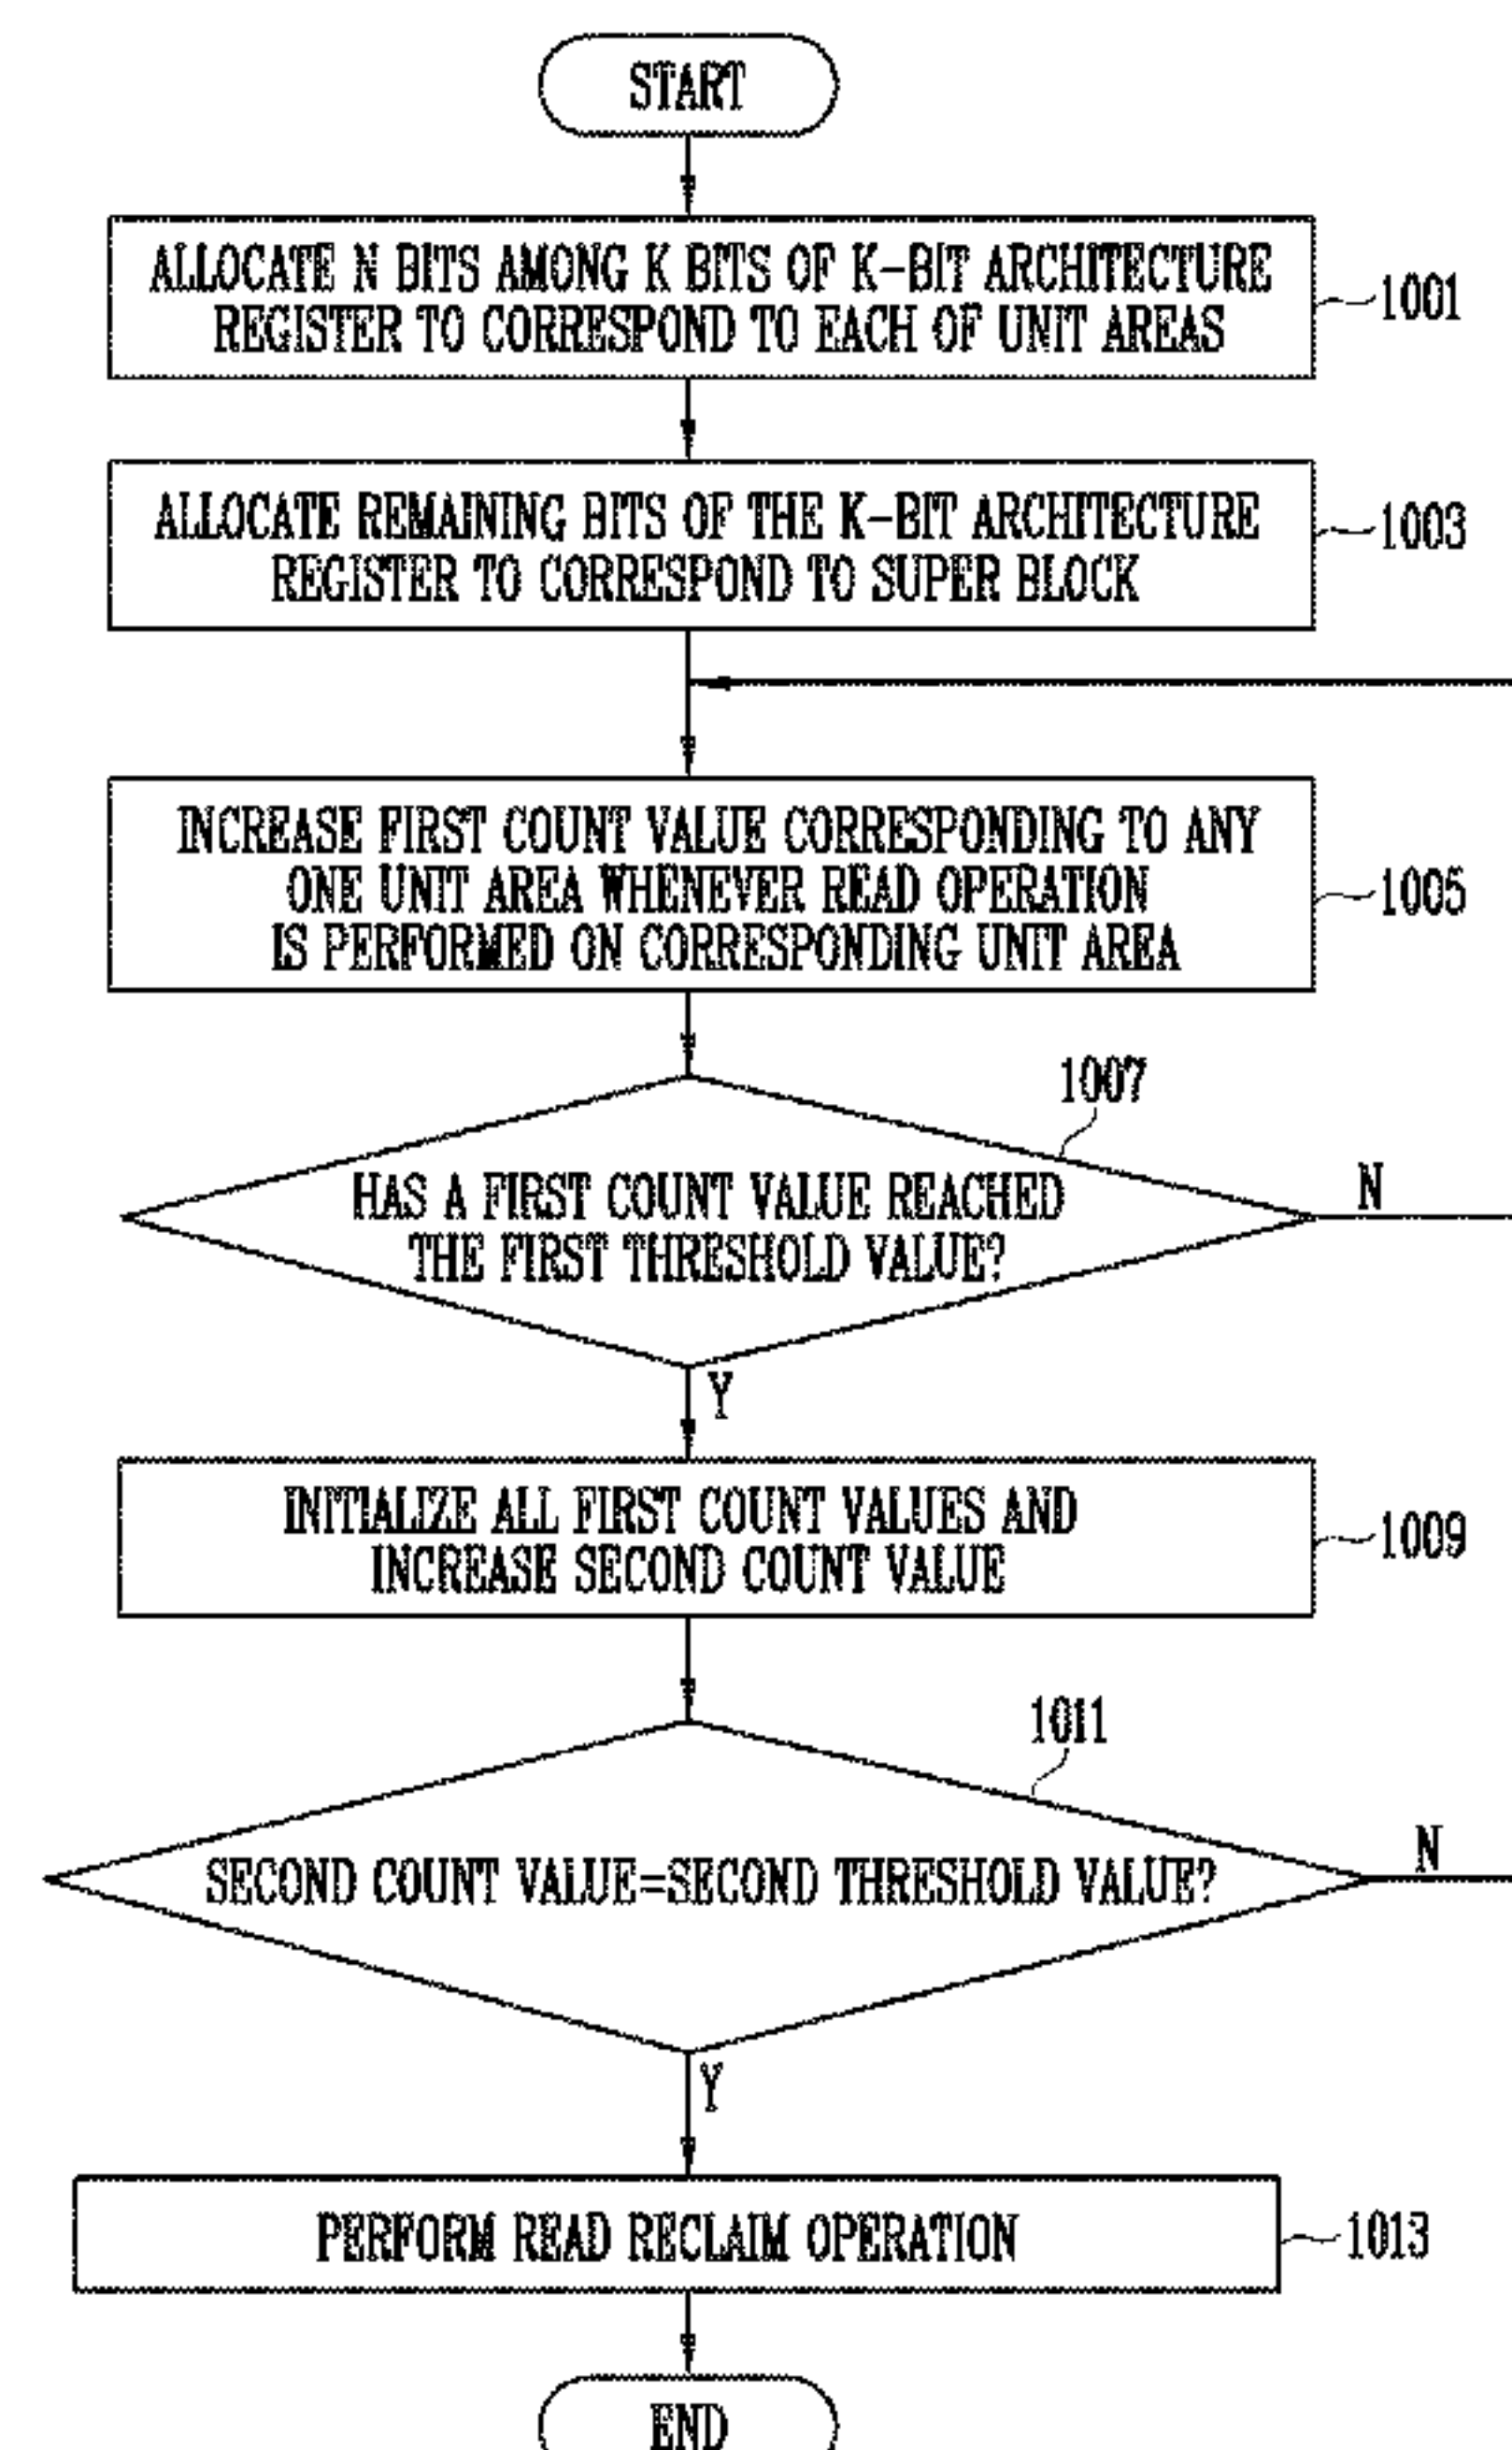 START
ALLOCATE N BITS AMONG K BITS OF K-BIT ARCHITECTURE
REGISTER TO CORRESPOND TO EACH OF UNIT AREAS
1001
ALLOCATE REMAINING BITS OF THE K-BIT ARCHITECTURE
REGISTER TO CORRESPOND TO SUPER BLOCK
1003
INCREASE FIRST COUNT VALUE CORRESPONDING TO ANY
ONE UNIT AREA WHENEVER READ OPERATION
IS PERFORMED ON CORRESPONDING UNIT AREA
1005
1007
HAS A FIRST COUNT VALUE REACHED
THE FIRST THRESHOLD VALUE?
N
Y
INITIALIZE ALL FIRST COUNT VALUES AND
INCREASE SECOND COUNT VALUE
1009
1011
SECOND COUNT VALUE=SECOND THRESHOLD VALUE?
N
Y
PERFORM READ RECLAIM OPERATION
1013
END